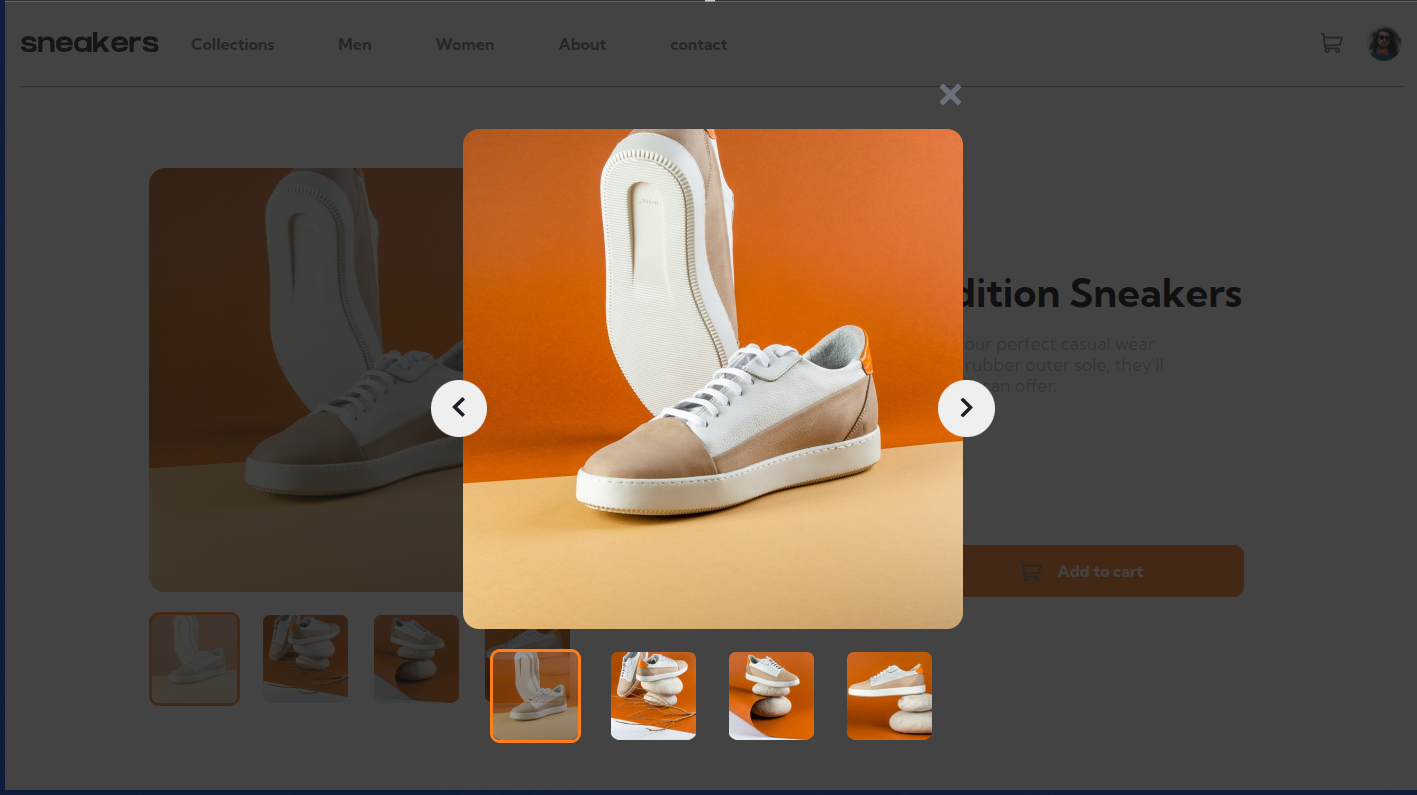 sneakers Collections Men Women About contact
dition Sneakers
our perfect casual wear
rubber outer sole, they'll
can offer.
Add to cart